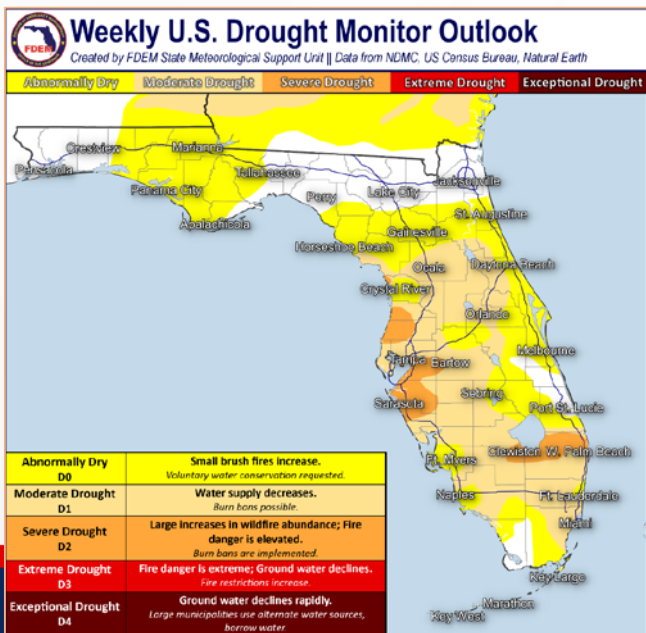 FDEM
Weekly U.S. Drought Monitor Outlook
Created by FDEM State Meteorological Support Unit || Data from NDMC, US Census Bureau, Natural Earth
Abnormally Dry Moderate Drought Severe Drought Extreme Drought Exceptional Drought
Crestview
Marianna
Pensacola
Tallahassee
Panama City
Perry
Lake City
Jacksonville
Apalachicola
St. Augustine
Gainesville
Horseshoe Beach
Ocala
Daytona Beach
Crystal River
Orlando
Melbourne
Tampa
Bartow
Sebring
Sarasota
Port St. Lucie
Clewiston
W. Palm Beach
Ft. Myers
Naples
Ft. Lauderdale
Miami
Key Largo
Marathon
Key West
Abnormally Dry
D0
Small brush fires increase.
Voluntary water conservation requested.
Moderate Drought
D1
Water supply decreases.
Burn bans possible.
Severe Drought
D2
Large increases in wildfire abundance; Fire
danger is elevated.
Burn bans are implemented.
Extreme Drought
D3
Fire danger is extreme; Ground water declines.
Fire restrictions increase.
Exceptional Drought
D4
Ground water declines rapidly.
Large municipalities use alternate water sources,
borrow water